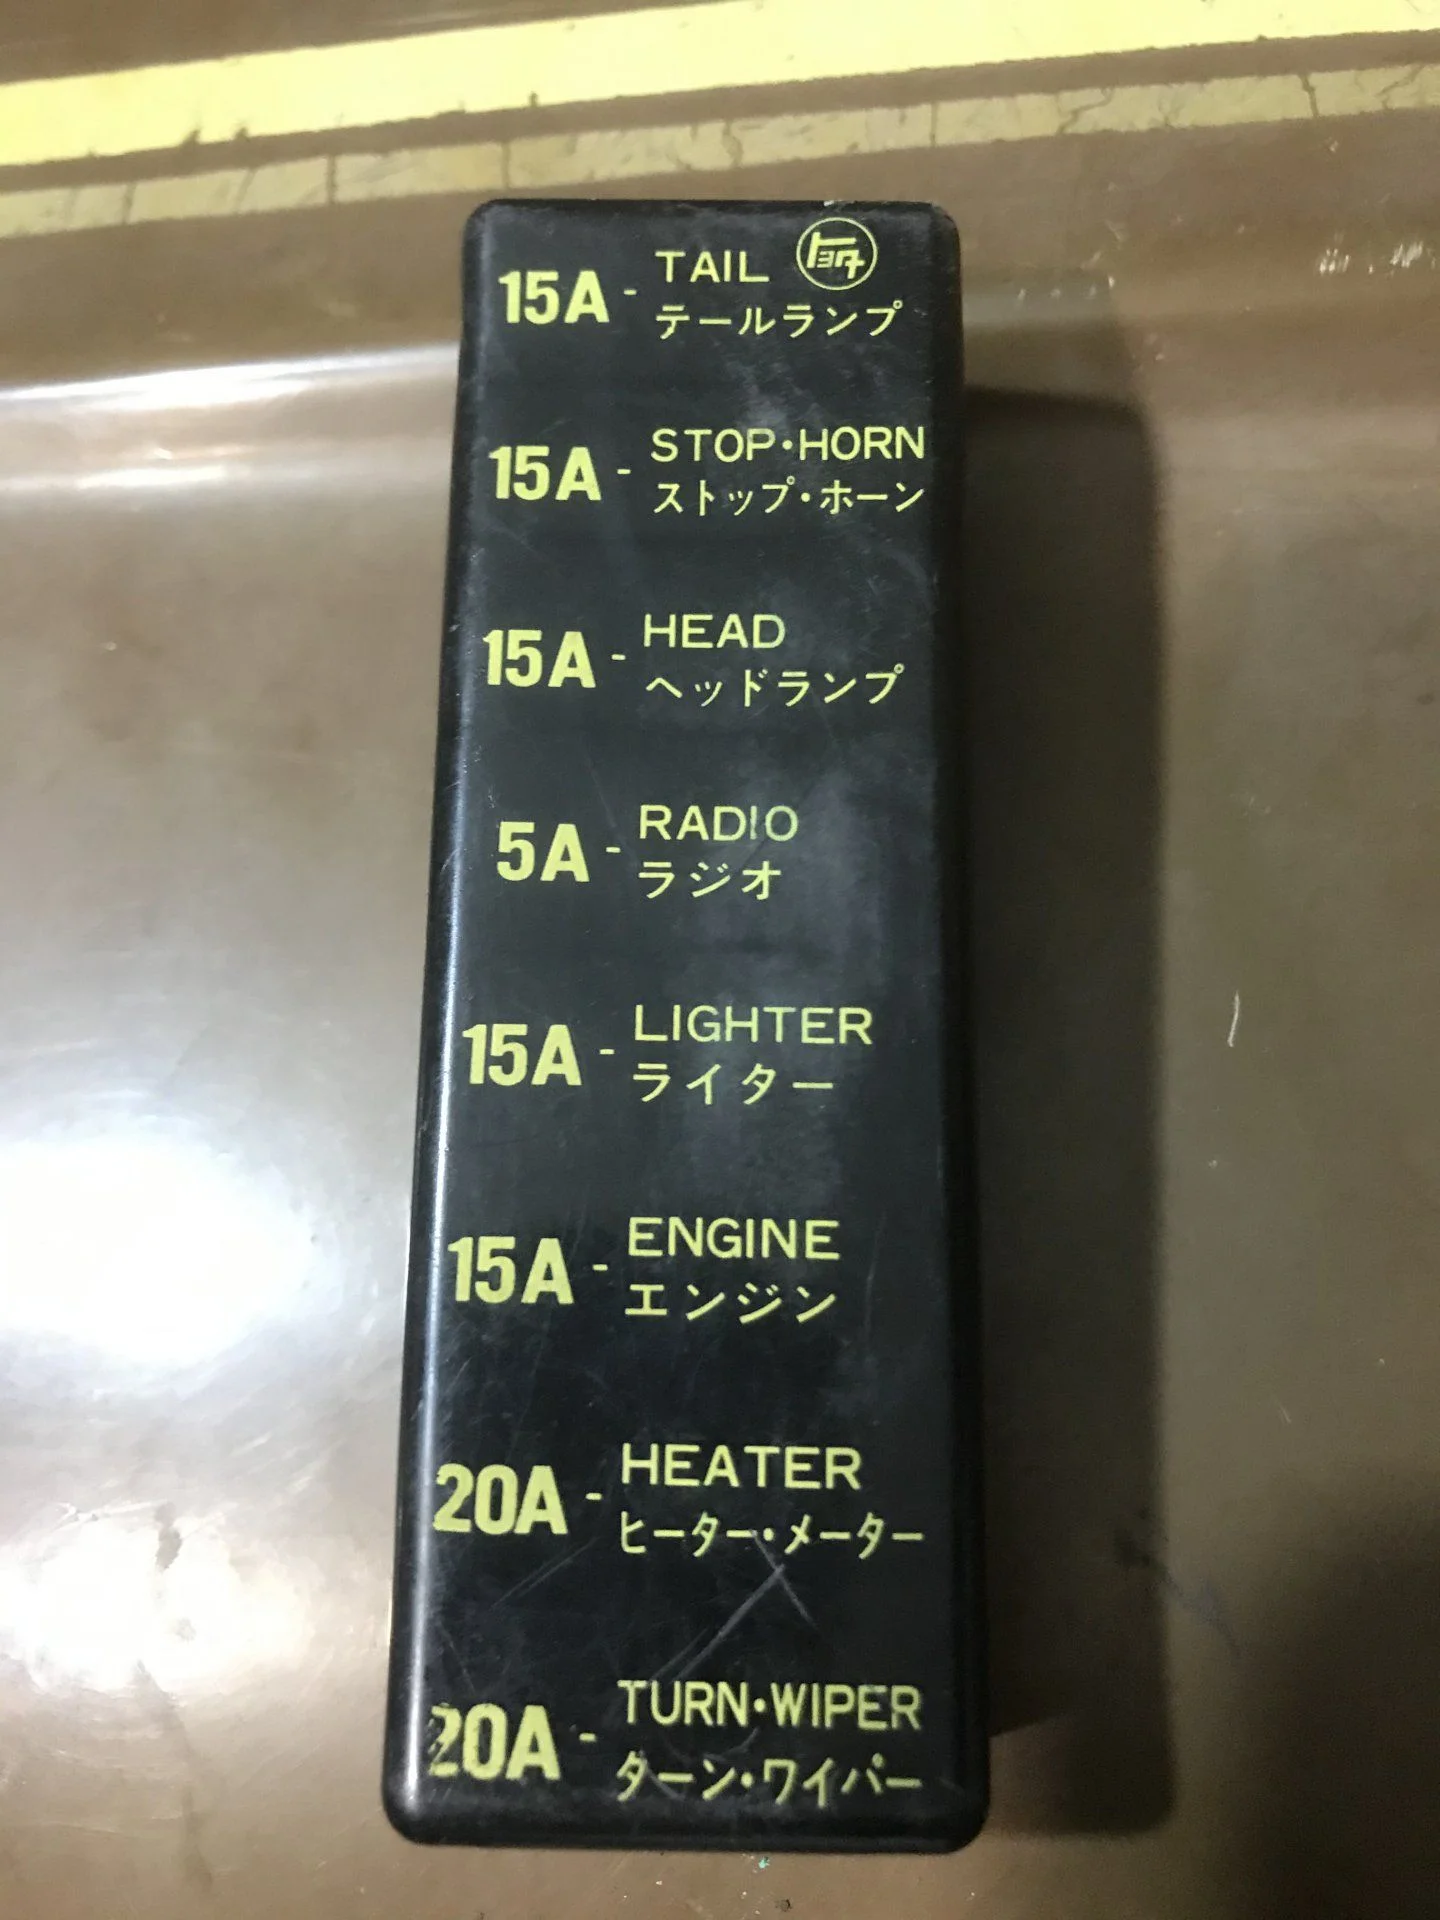 15A - TAIL トヨタ
テールランプ
15A - STOP・HORN
ストップ・ホーン
15A - HEAD
ヘッドランプ
5A - RADIO
ラジオ
15A - LIGHTER
ライター
15A - ENGINE
エンジン
20A - HEATER
ヒーター・メーター
20A - TURN・WIPER
ターン・ワイパー